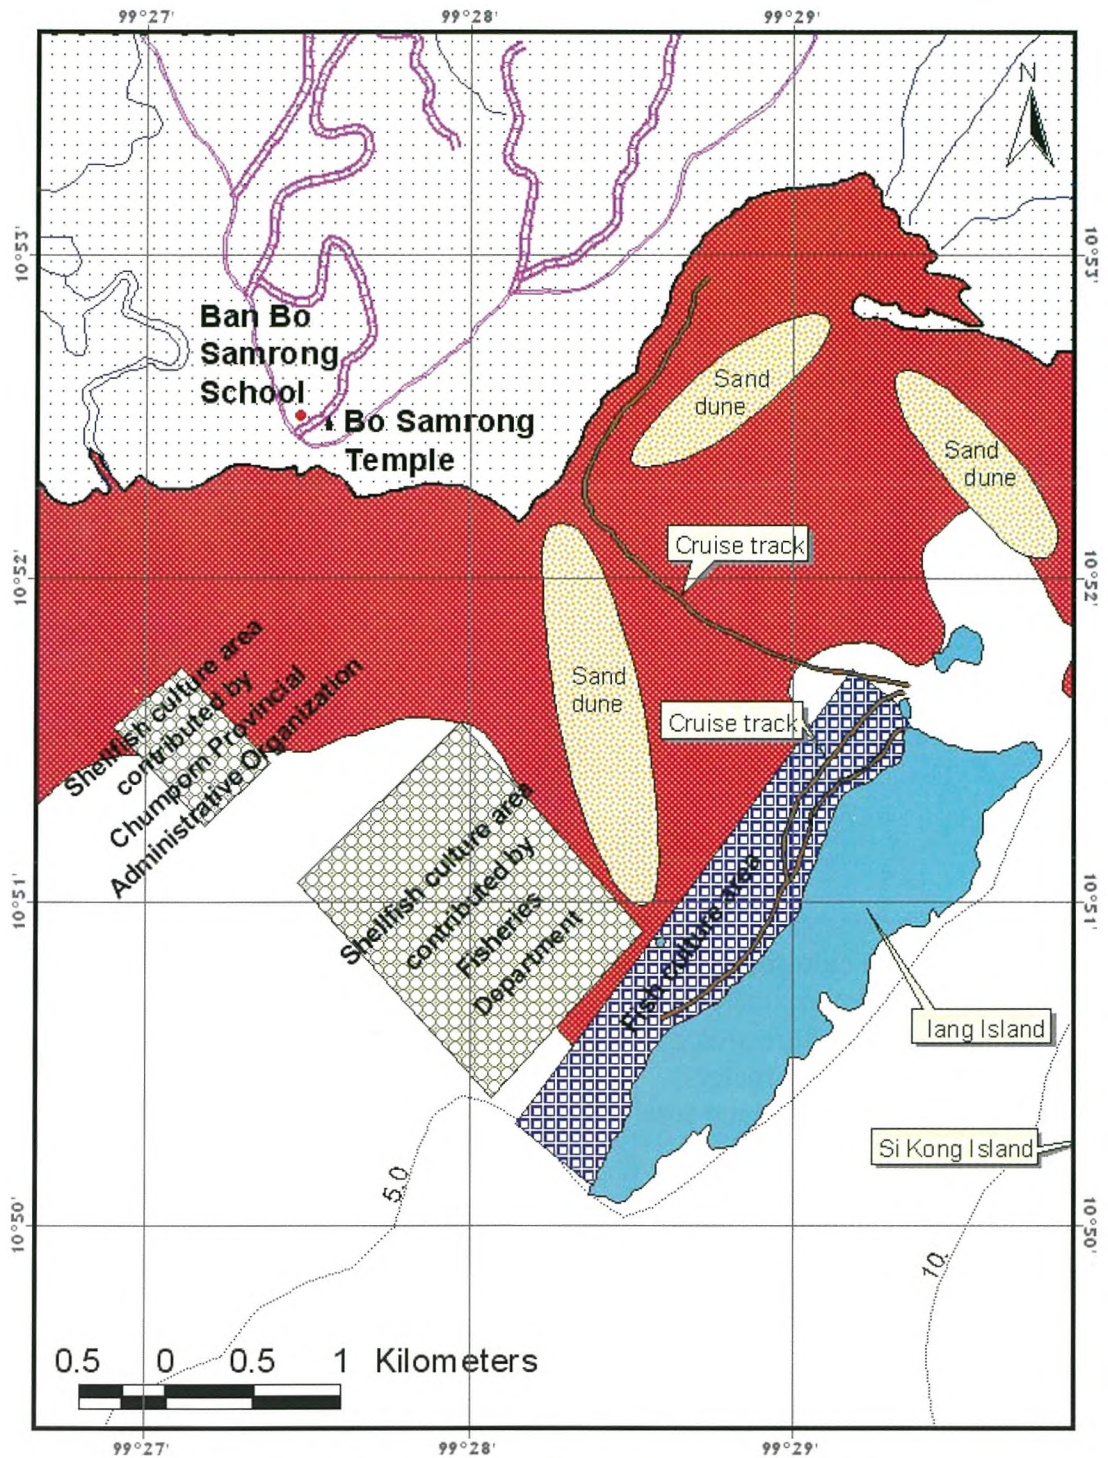 99°27' 99°28' 99°29'
N
10°53' 10°53'
Ban Bo
Samrong
School
Bo Samrong
Temple
Sand
dune
Sand
dune
Cruise track
10°52' 10°52'
Sand
dune
Cruise track
Shellfish culture area
contributed by
Chumporn Provincial
Administrative Organization
Shellfish culture area
contributed by
Fisheries
Department
Fish culture area
10°51' 10°51'
Iang Island
Si Kong Island
5.0
10°50' 10°50'
10.
0.5 0 0.5 1 Kilometers
99°27' 99°28' 99°29'